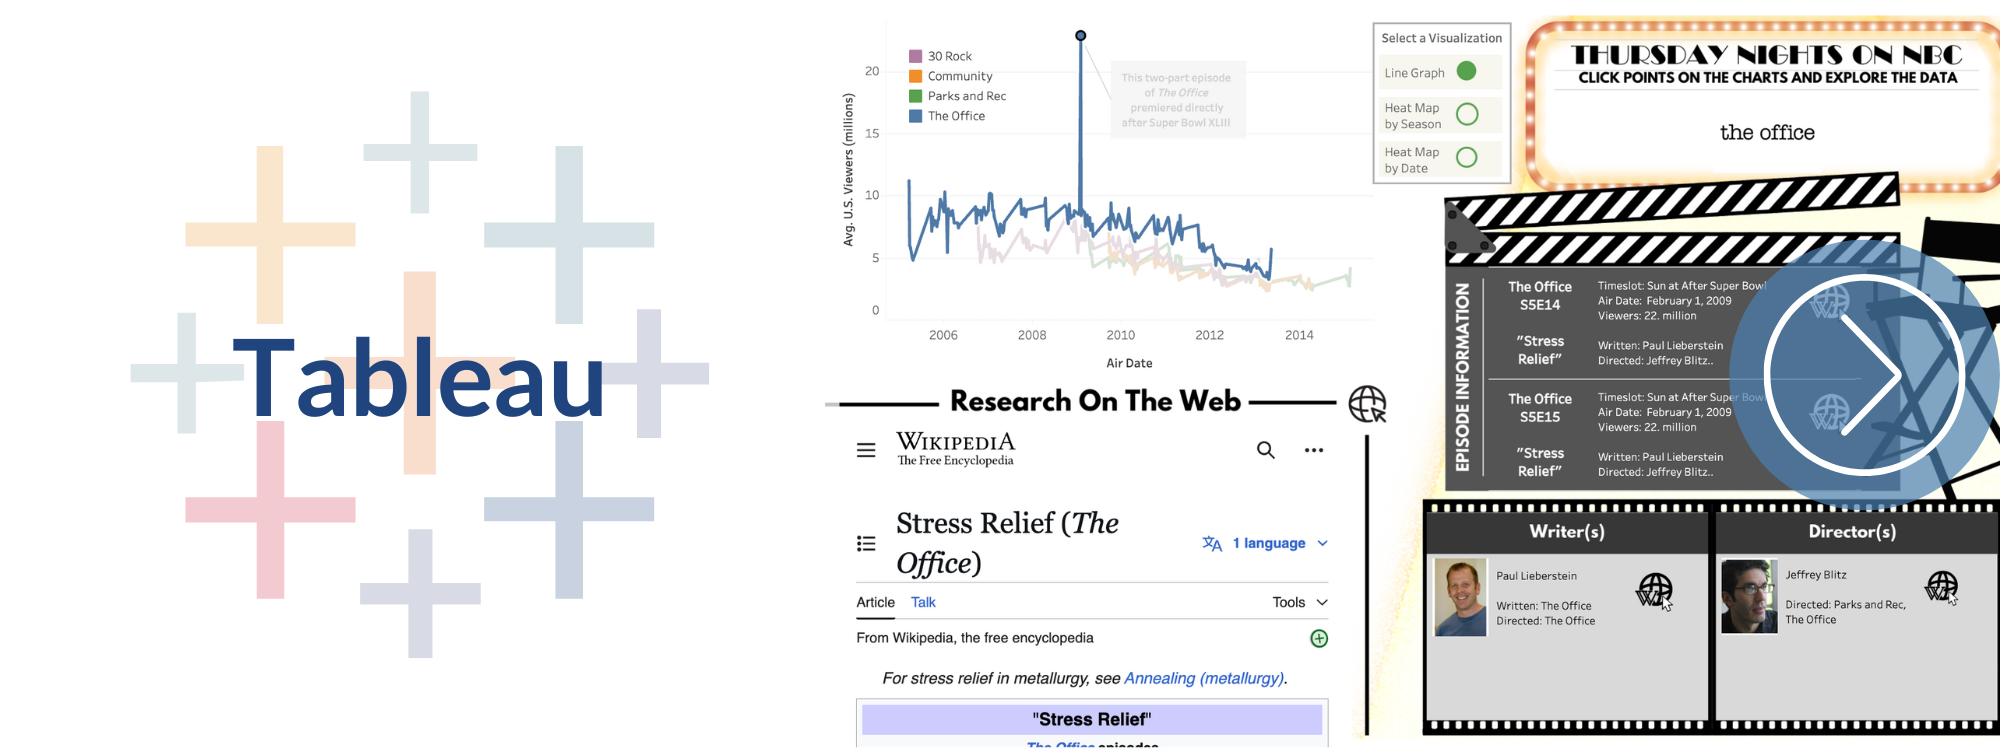 Tableau
30 Rock
Community
Parks and Rec
The Office
This two-part episode
of The Office
premiered directly
after Super Bowl XLIII
Avg. U.S. Viewers (millions)
20
15
10
5
0
2006
2008
2010
2012
2014
Air Date
Select a Visualization
Line Graph
Heat Map
by Season
Heat Map
by Date
THURSDAY NIGHTS ON NBC
CLICK POINTS ON THE CHARTS AND EXPLORE THE DATA
the office
EPISODE INFORMATION
The Office
S5E14
"Stress
Relief"
Timeslot: Sun at After Super Bowl
Air Date: February 1, 2009
Viewers: 22. million
Written: Paul Lieberstein
Directed: Jeffrey Blitz..
The Office
S5E15
"Stress
Relief"
Timeslot: Sun at After Super Bowl
Air Date: February 1, 2009
Viewers: 22. million
Written: Paul Lieberstein
Directed: Jeffrey Blitz..
Research On The Web
WIKIPEDIA
The Free Encyclopedia
Stress Relief (The
Office)
1 language
Article
Talk
Tools
From Wikipedia, the free encyclopedia
For stress relief in metallurgy, see Annealing (metallurgy).
"Stress Relief"
The Office episodes
Writer(s)
Paul Lieberstein
Written: The Office
Directed: The Office
W
Director(s)
Jeffrey Blitz
Directed: Parks and Rec,
The Office
W